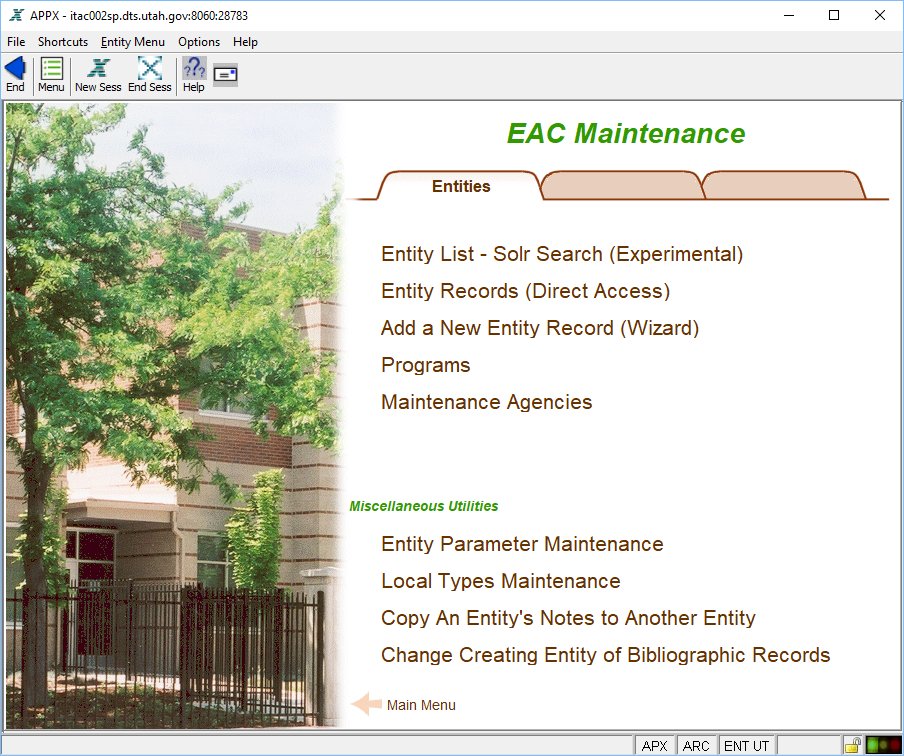 APPX - itac002sp.dts.utah.gov:8060:28783
File Shortcuts Entity Menu Options Help
End Menu New Sess End Sess Help
EAC Maintenance
Entities
Entity List - Solr Search (Experimental)
Entity Records (Direct Access)
Add a New Entity Record (Wizard)
Programs
Maintenance Agencies
Miscellaneous Utilities
Entity Parameter Maintenance
Local Types Maintenance
Copy An Entity's Notes to Another Entity
Change Creating Entity of Bibliographic Records
Main Menu
APX ARC ENT UT